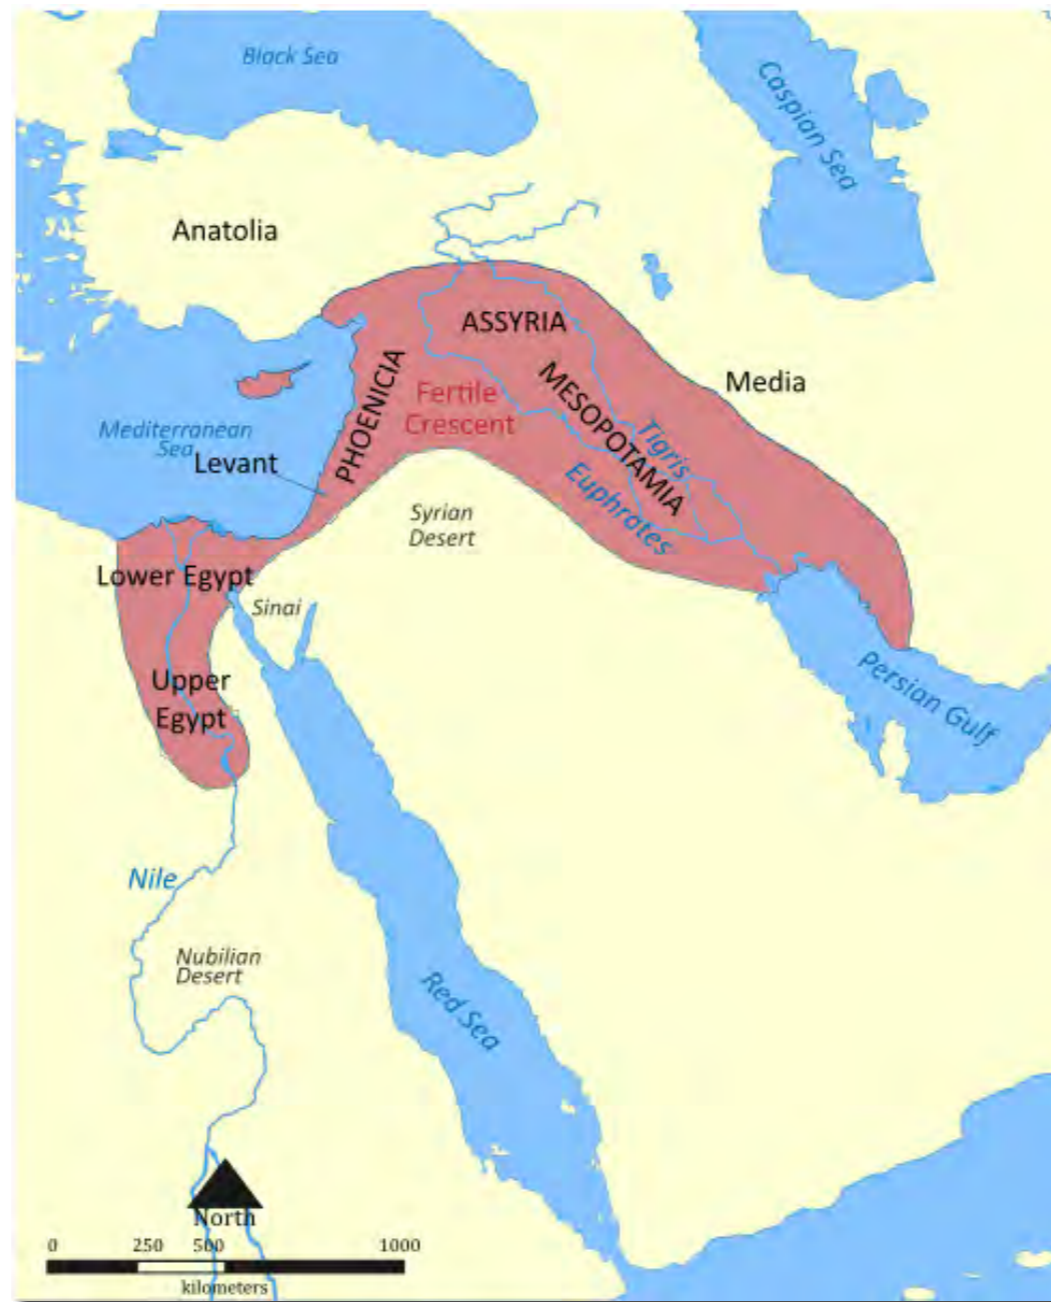 Black Sea
Caspian Sea
Anatolia
ASSYRIA
Media
PHOENICIA
MESOPOTAMIA
Fertile
Crescent
Tigris
Mediterranean
Sea
Levant
Euphrates
Syrian
Desert
Lower Egypt
Sinai
Upper
Egypt
Persian Gulf
Nile
Nubilian
Desert
Red Sea
North
0 250 500 1000
kilometers